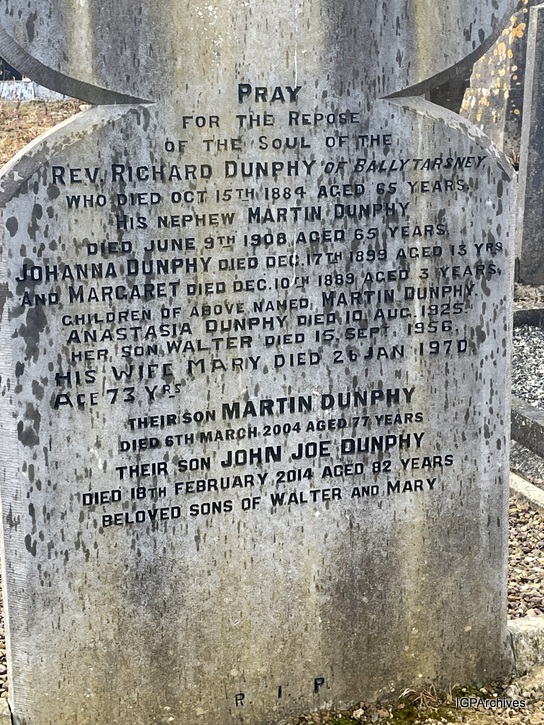 PRAY
FOR THE REPOSE
OF THE SOUL OF THE
REV. RICHARD DUNPHY OF BALLYTARSNEY
WHO DIED OCT 15TH 1884 AGED 65 YEARS,
HIS NEPHEW MARTIN DUNPHY
DIED JUNE 9TH 1908 AGED 65 YEARS,
JOHANNA DUNPHY DIED DEC. 17TH 1899 AGED 13 YRS
AND MARGARET DIED DEC. 10TH 1889 AGED 3 YEARS,
CHILDREN OF ABOVE NAMED, MARTIN DUNPHY.
ANASTASIA DUNPHY DIED 10. AUG. 1925.
HER SON WALTER DIED 15. SEPT. 1956.
HIS WIFE MARY DIED 26 JAN 1970
AGE 73 YRS
THEIR SON MARTIN DUNPHY
DIED 6TH MARCH 2004 AGED 77 YEARS
THEIR SON JOHN JOE DUNPHY
DIED 18TH FEBRUARY 2014 AGED 82 YEARS
BELOVED SONS OF WALTER AND MARY
R. I. P.
IGPArchives